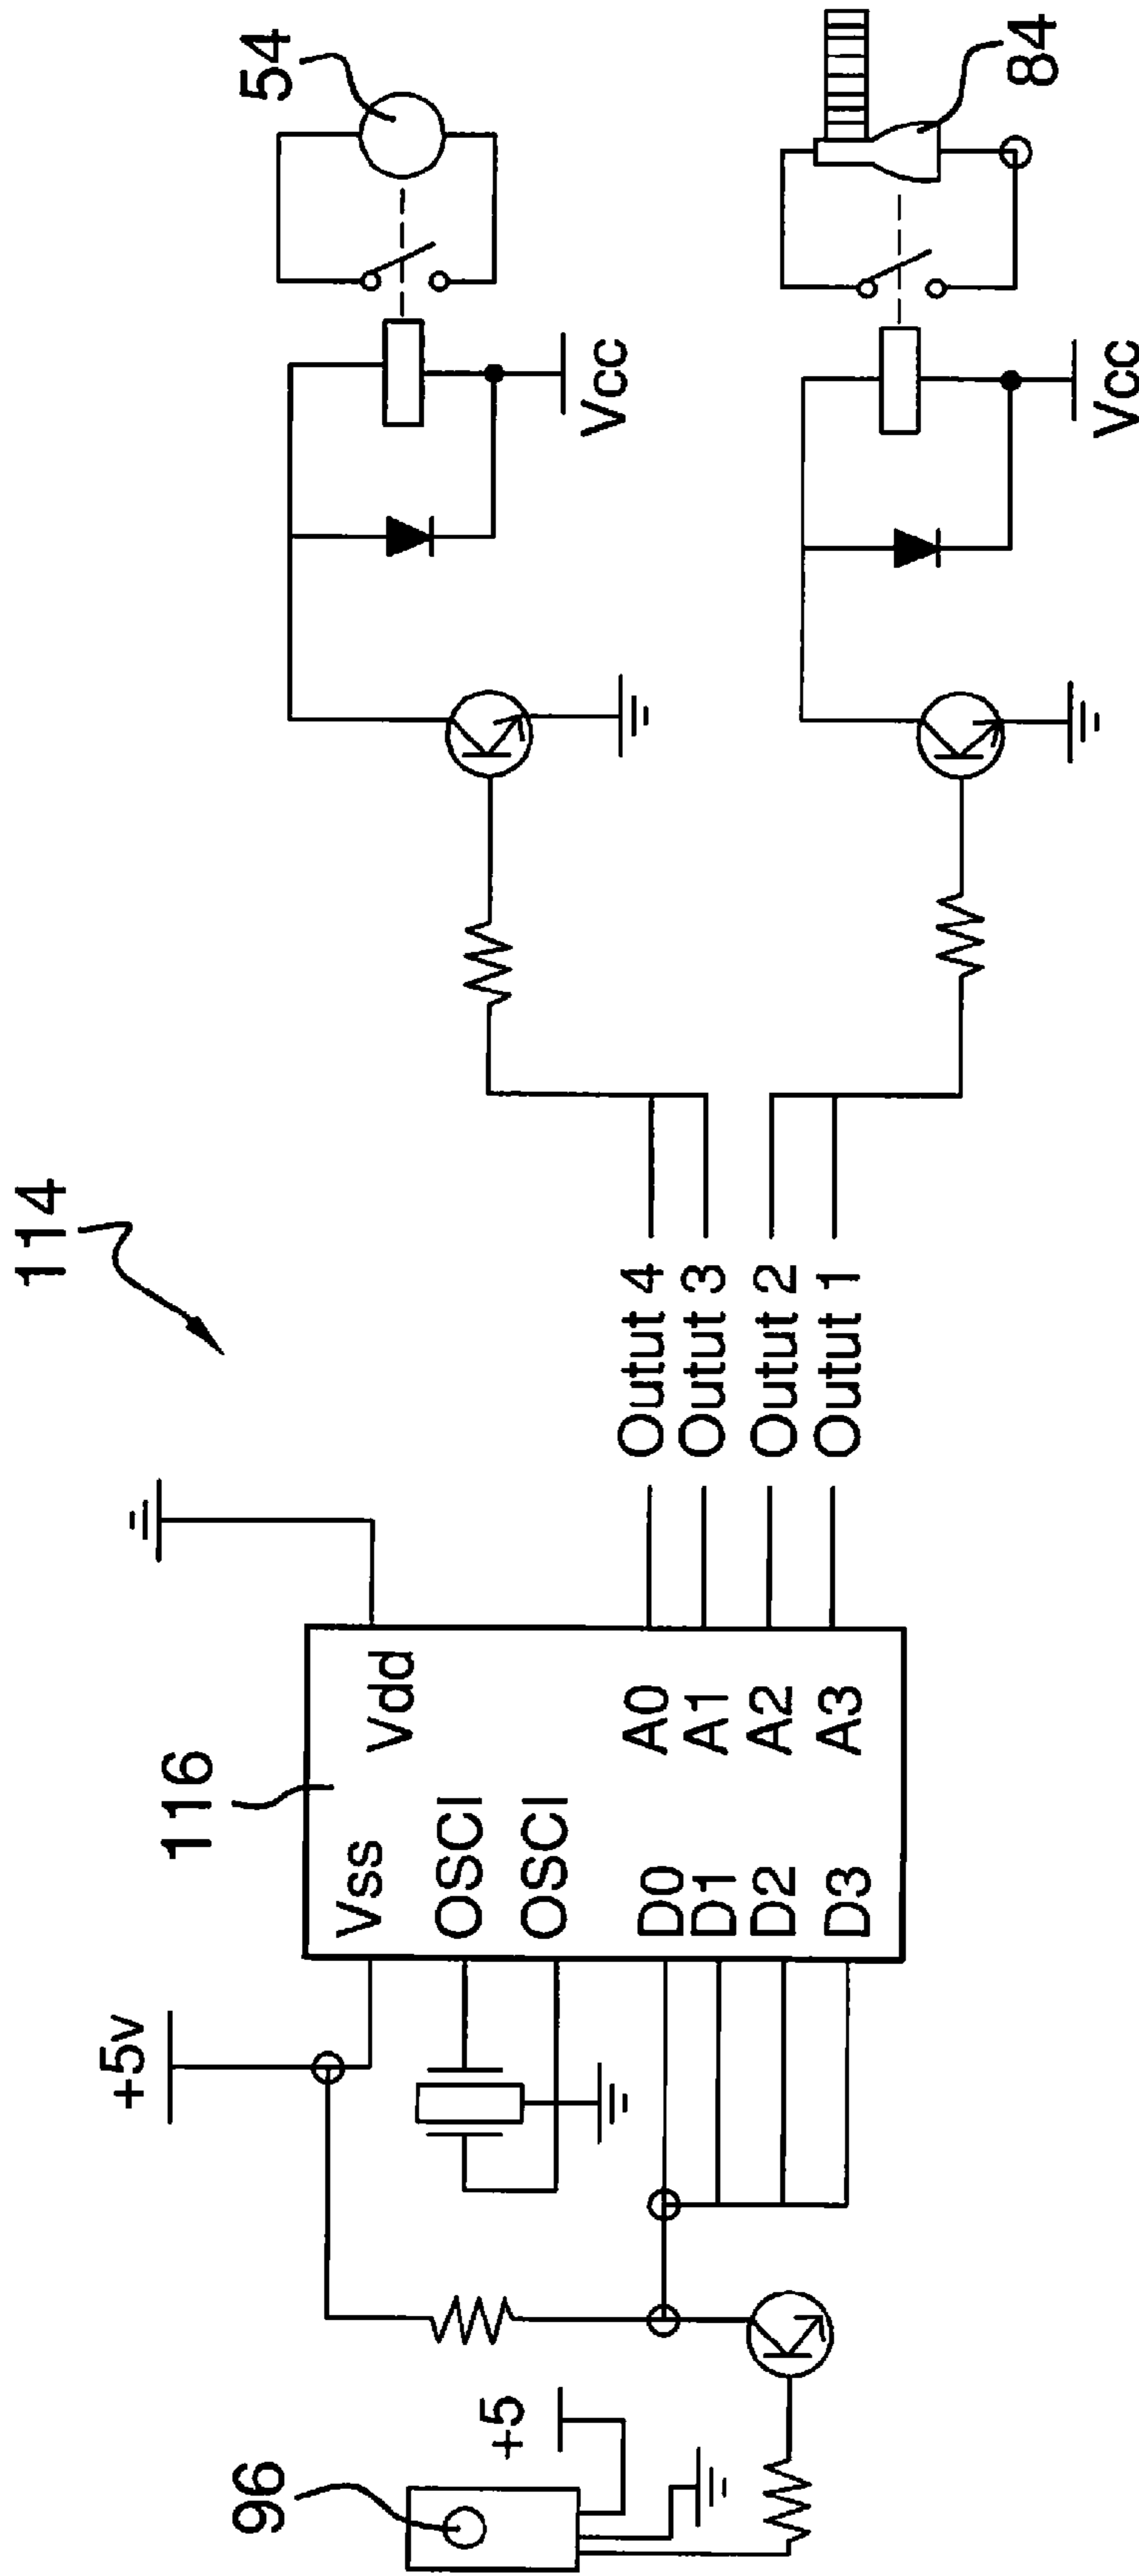 114
96
+5
+5v
116
Vss
Vdd
OSCI
OSCI
D0
A0
D1
A1
D2
A2
D3
A3
Outut 4
Outut 3
Outut 2
Outut 1
54
Vcc
84
Vcc